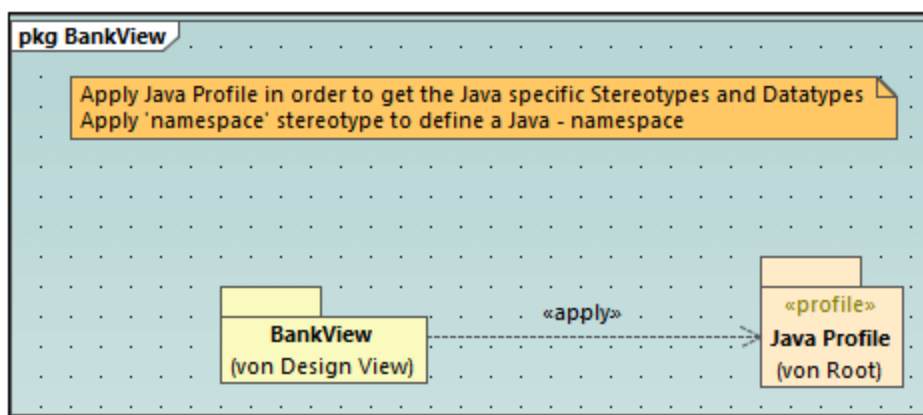 pkg BankView
Apply Java Profile in order to get the Java specific Stereotypes and Datatypes
Apply 'namespace' stereotype to define a Java - namespace
«apply»
BankView
(von Design View)
«profile»
Java Profile
(von Root)